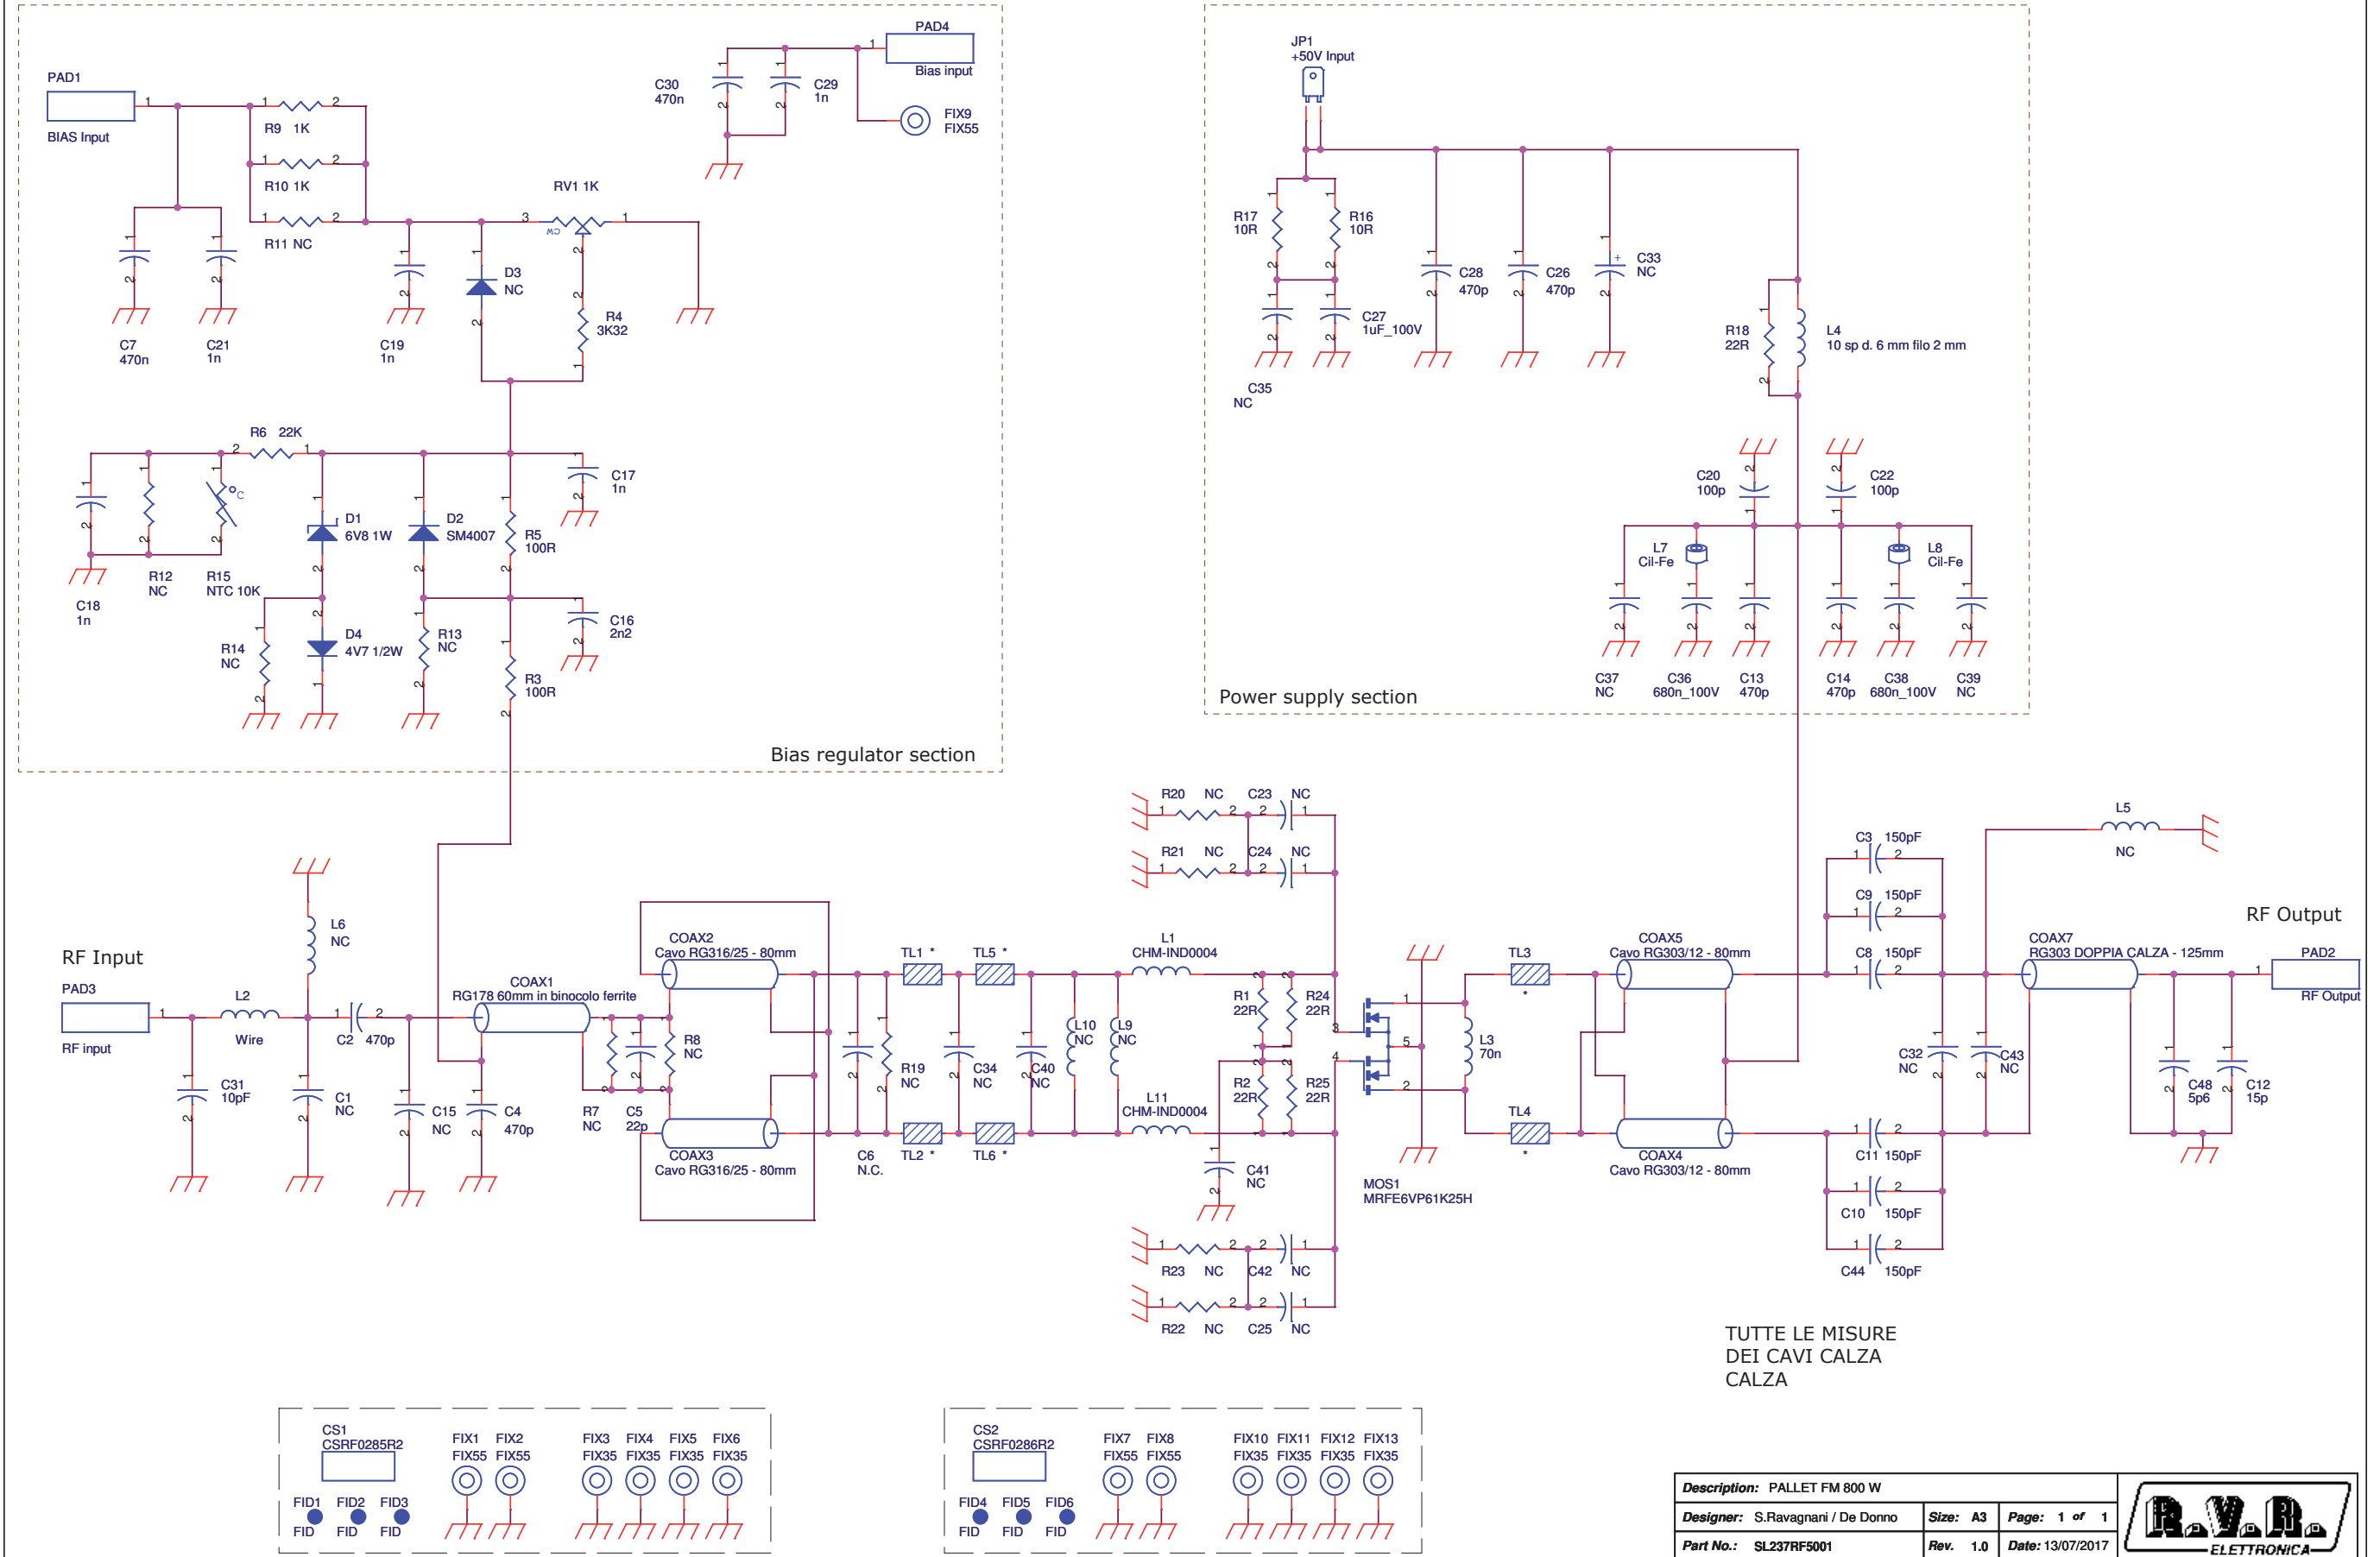 PAD1
BIAS Input
R9 1K
R10 1K
R11 NC
C7
470n
C21
1n
C19
1n
D3
NC
RV1 1K
R4
3K32
C30
470n
C29
1n
PAD4
Bias input
FIX9
FIX55
R6 22K
C18
1n
R12
NC
R15
NTC 10K
°C
D1
6V8 1W
D2
SM4007
R5
100R
C17
1n
R14
NC
D4
4V7 1/2W
R13
NC
C16
2n2
R3
100R
Bias regulator section
JP1
+50V Input
R17
10R
R16
10R
C35
NC
C27
1uF_100V
C28
470p
C26
470p
C33
NC
R18
22R
L4
10 sp d. 6 mm filo 2 mm
C20
100p
C22
100p
L7
Cil-Fe
L8
Cil-Fe
C37
NC
C36
680n_100V
C13
470p
C14
470p
C38
680n_100V
C39
NC
Power supply section
RF Input
PAD3
RF input
L2
Wire
L6
NC
C31
10pF
C1
NC
C2 470p
C15
NC
C4
470p
COAX1
RG178 60mm in binocolo ferrite
R7
NC
C5
22p
R8
NC
COAX2
Cavo RG316/25 - 80mm
COAX3
Cavo RG316/25 - 80mm
C6
N.C.
R19
NC
TL1 *
TL5 *
TL2 *
TL6 *
C34
NC
C40
NC
L10
NC
L9
NC
L1
CHM-IND0004
L11
CHM-IND0004
R20 NC C23 NC
R21 NC C24 NC
R1
22R
R24
22R
R2
22R
R25
22R
C41
NC
R23 NC C42 NC
R22 NC C25 NC
MOS1
MRFE6VP61K25H
L3
70n
TL3
*
TL4
*
COAX5
Cavo RG303/12 - 80mm
COAX4
Cavo RG303/12 - 80mm
C3 150pF
C9 150pF
C8 150pF
C11 150pF
C10 150pF
C44 150pF
C32
NC
C43
NC
L5
NC
COAX7
RG303 DOPPIA CALZA - 125mm
C48
5p6
C12
15p
RF Output
PAD2
RF Output
TUTTE LE MISURE
DEI CAVI CALZA
CALZA
CS1
CSRF0285R2
FID1 FID2 FID3
FID FID FID
FIX1 FIX2 FIX3 FIX4 FIX5 FIX6
FIX55 FIX55 FIX35 FIX35 FIX35 FIX35
CS2
CSRF0286R2
FID4 FID5 FID6
FID FID FID
FIX7 FIX8 FIX10 FIX11 FIX12 FIX13
FIX55 FIX55 FIX35 FIX35 FIX35 FIX35
Description: PALLET FM 800 W
Designer: S.Ravagnani / De Donno Size: A3 Page: 1 of 1
Part No.: SL237RF5001 Rev. 1.0 Date: 13/07/2017
R.V.R.
ELETTRONICA